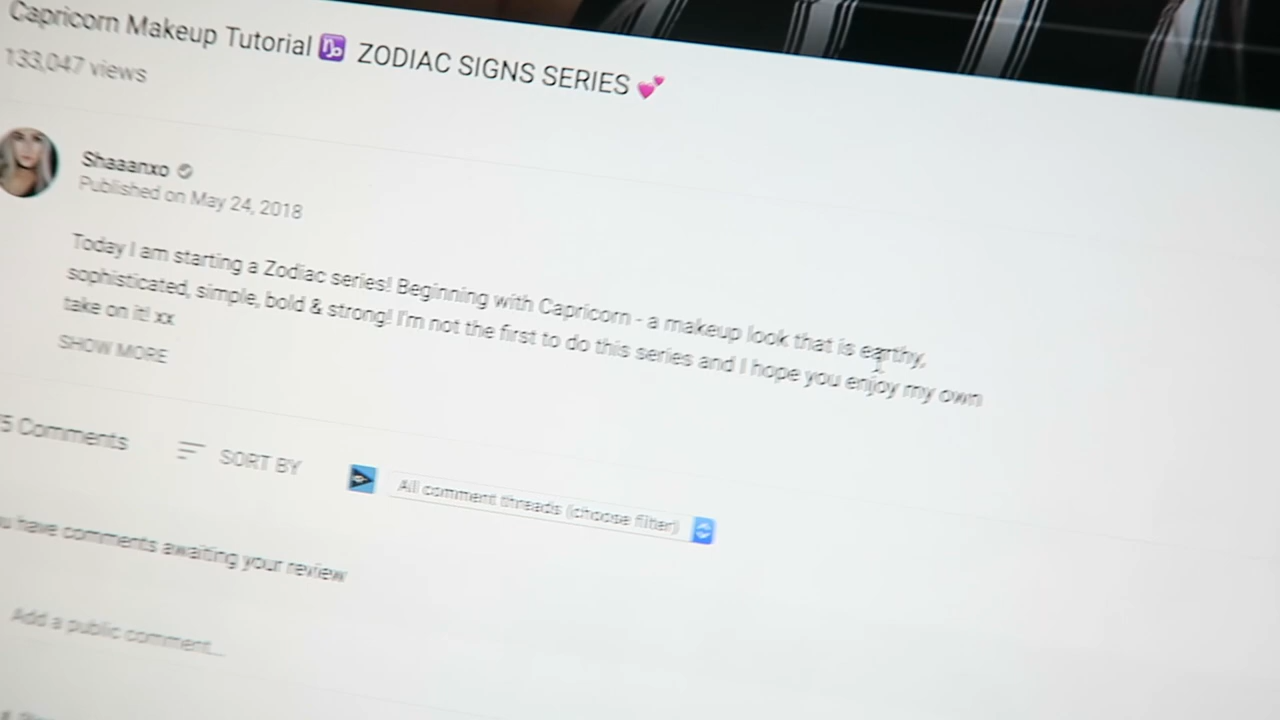 Capricorn Makeup Tutorial ♑ ZODIAC SIGNS SERIES 💕
133,047 views
Shaaanxo
Published on May 24, 2018
Today I am starting a Zodiac series! Beginning with Capricorn - a makeup look that is earthy,
sophisticated, simple, bold & strong! I'm not the first to do this series and I hope you enjoy my own
take on it! xx
SHOW MORE
5 Comments
SORT BY
All comment threads (choose filter)
u have comments awaiting your review
Add a public comment...